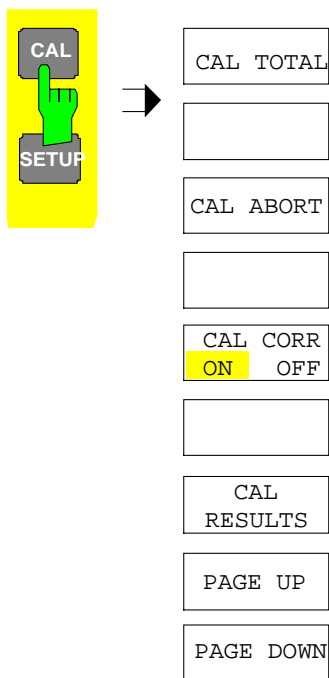 CAL
SETUP
CAL TOTAL
CAL ABORT
CAL CORR
ON OFF
CAL
RESULTS
PAGE UP
PAGE DOWN